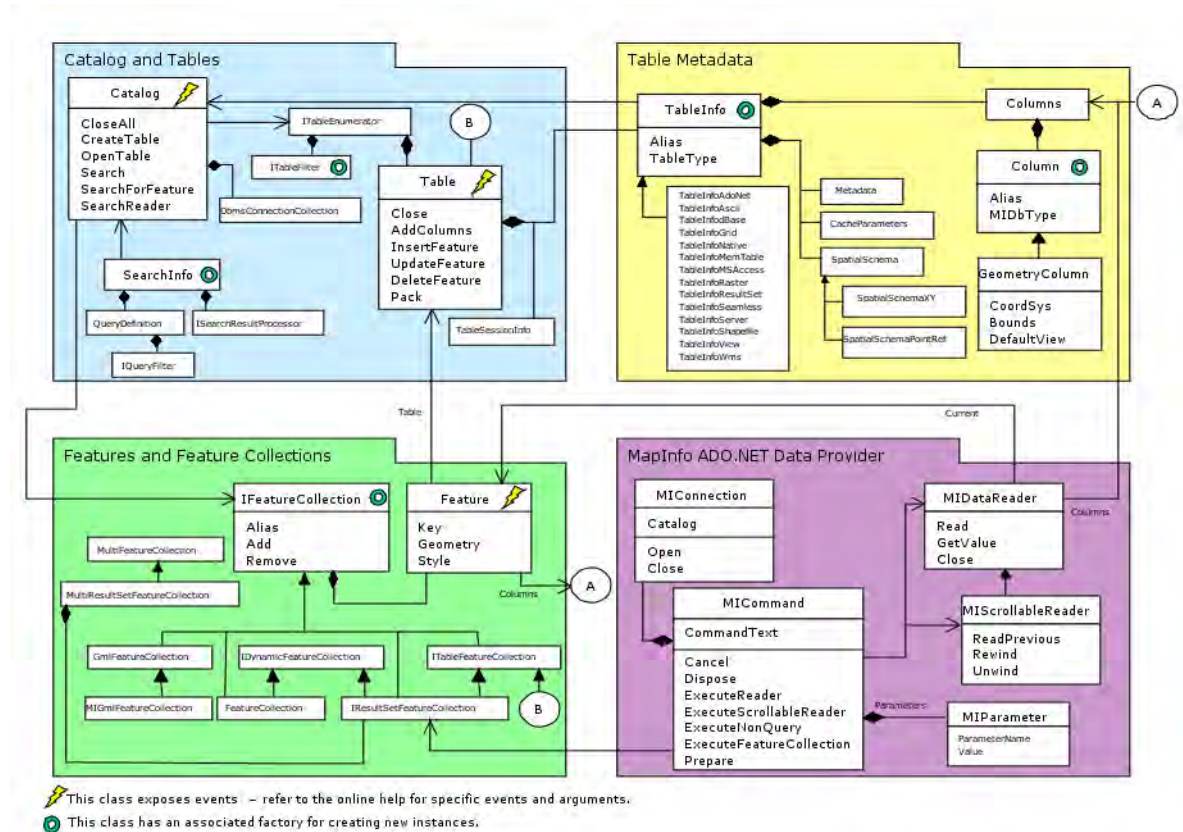 Catalog and Tables
Catalog
CloseAll
CreateTable
OpenTable
Search
SearchForFeature
SearchReader
ITableEnumerator
ITableFilter
DbmsConnectionCollection
B
Table
Close
AddColumns
InsertFeature
UpdateFeature
DeleteFeature
Pack
SearchInfo
QueryDefinition
ISearchResultProcessor
IQueryFilter
TableSessionInfo
Table Metadata
TableInfo
Alias
TableType
TableInfoAdoNet
TableInfoAscii
TableInfodBase
TableInfoGrid
TableInfoNative
TableInfoMemTable
TableInfoMSAccess
TableInfoRaster
TableInfoResultSet
TableInfoSeamless
TableInfoServer
TableInfoShapefile
TableInfoView
TableInfoWms
Metadata
CacheParameters
SpatialSchema
SpatialSchemaXY
SpatialSchemaPointRef
Columns
A
Column
Alias
MIDbType
GeometryColumn
CoordSys
Bounds
DefaultView
Table
Current
Features and Feature Collections
IFeatureCollection
Alias
Add
Remove
Feature
Key
Geometry
Style
MultiFeatureCollection
MultiResultSetFeatureCollection
Columns
A
GmlFeatureCollection
IDynamicFeatureCollection
ITableFeatureCollection
MIGmlFeatureCollection
FeatureCollection
IResultSetFeatureCollection
B
MapInfo ADO.NET Data Provider
MIConnection
Catalog
Open
Close
MIDataReader
Read
GetValue
Close
Columns
MICommand
CommandText
Cancel
Dispose
ExecuteReader
ExecuteScrollableReader
ExecuteNonQuery
ExecuteFeatureCollection
Prepare
MIScrollableReader
ReadPrevious
Rewind
Unwind
Parameters
MIParameter
ParameterName
Value
This class exposes events – refer to the online help for specific events and arguments.
This class has an associated factory for creating new instances.